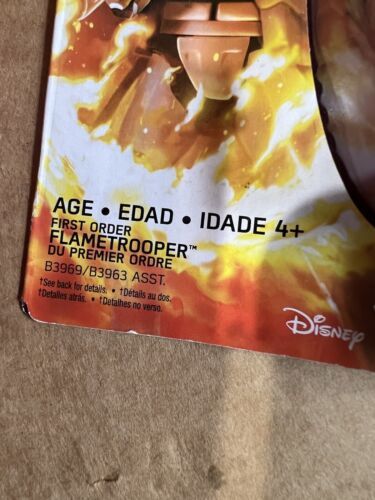 AGE • EDAD • IDADE 4+
FIRST ORDER
FLAMETROOPER™
DU PREMIER ORDRE
B3969/B3963 ASST.
†See back for details. • †Détails au dos.
†Detalles atrás. • †Detalhes no verso.
Disney